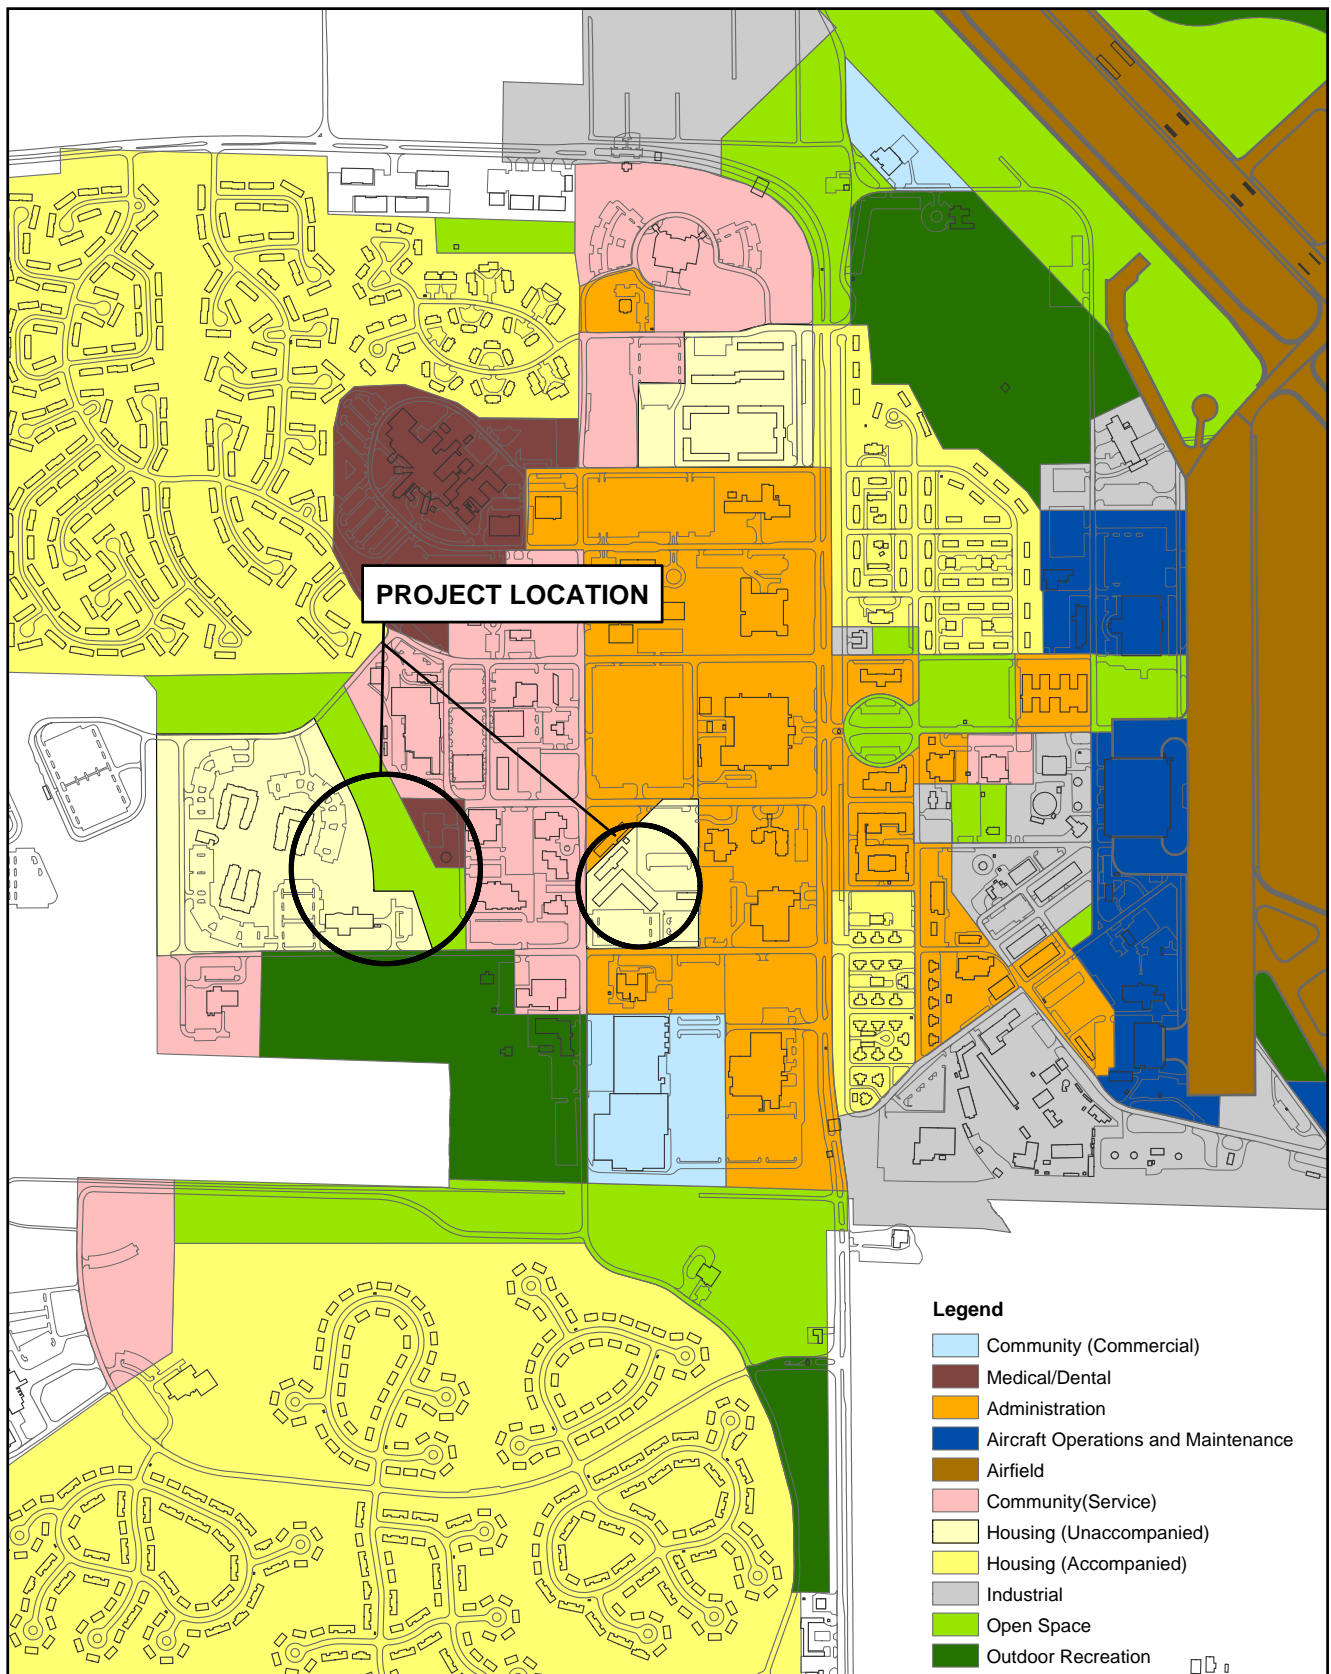 PROJECT LOCATION
Legend
Community (Commercial)
Medical/Dental
Administration
Aircraft Operations and Maintenance
Airfield
Community(Service)
Housing (Unaccompanied)
Housing (Accompanied)
Industrial
Open Space
Outdoor Recreation